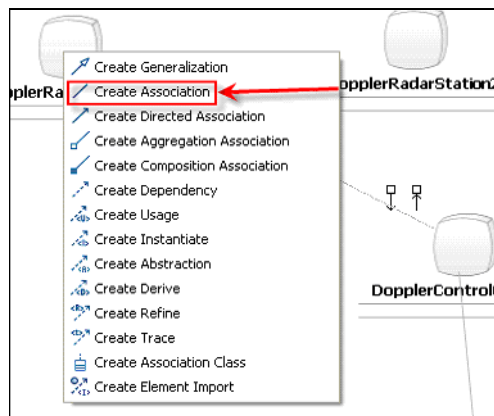 pplerRa
opplerRadarStation2
Create Generalization
Create Association
Create Directed Association
Create Aggregation Association
Create Composition Association
Create Dependency
Create Usage
Create Instantiate
Create Abstraction
Create Derive
Create Refine
Create Trace
Create Association Class
Create Element Import
DopplerControl